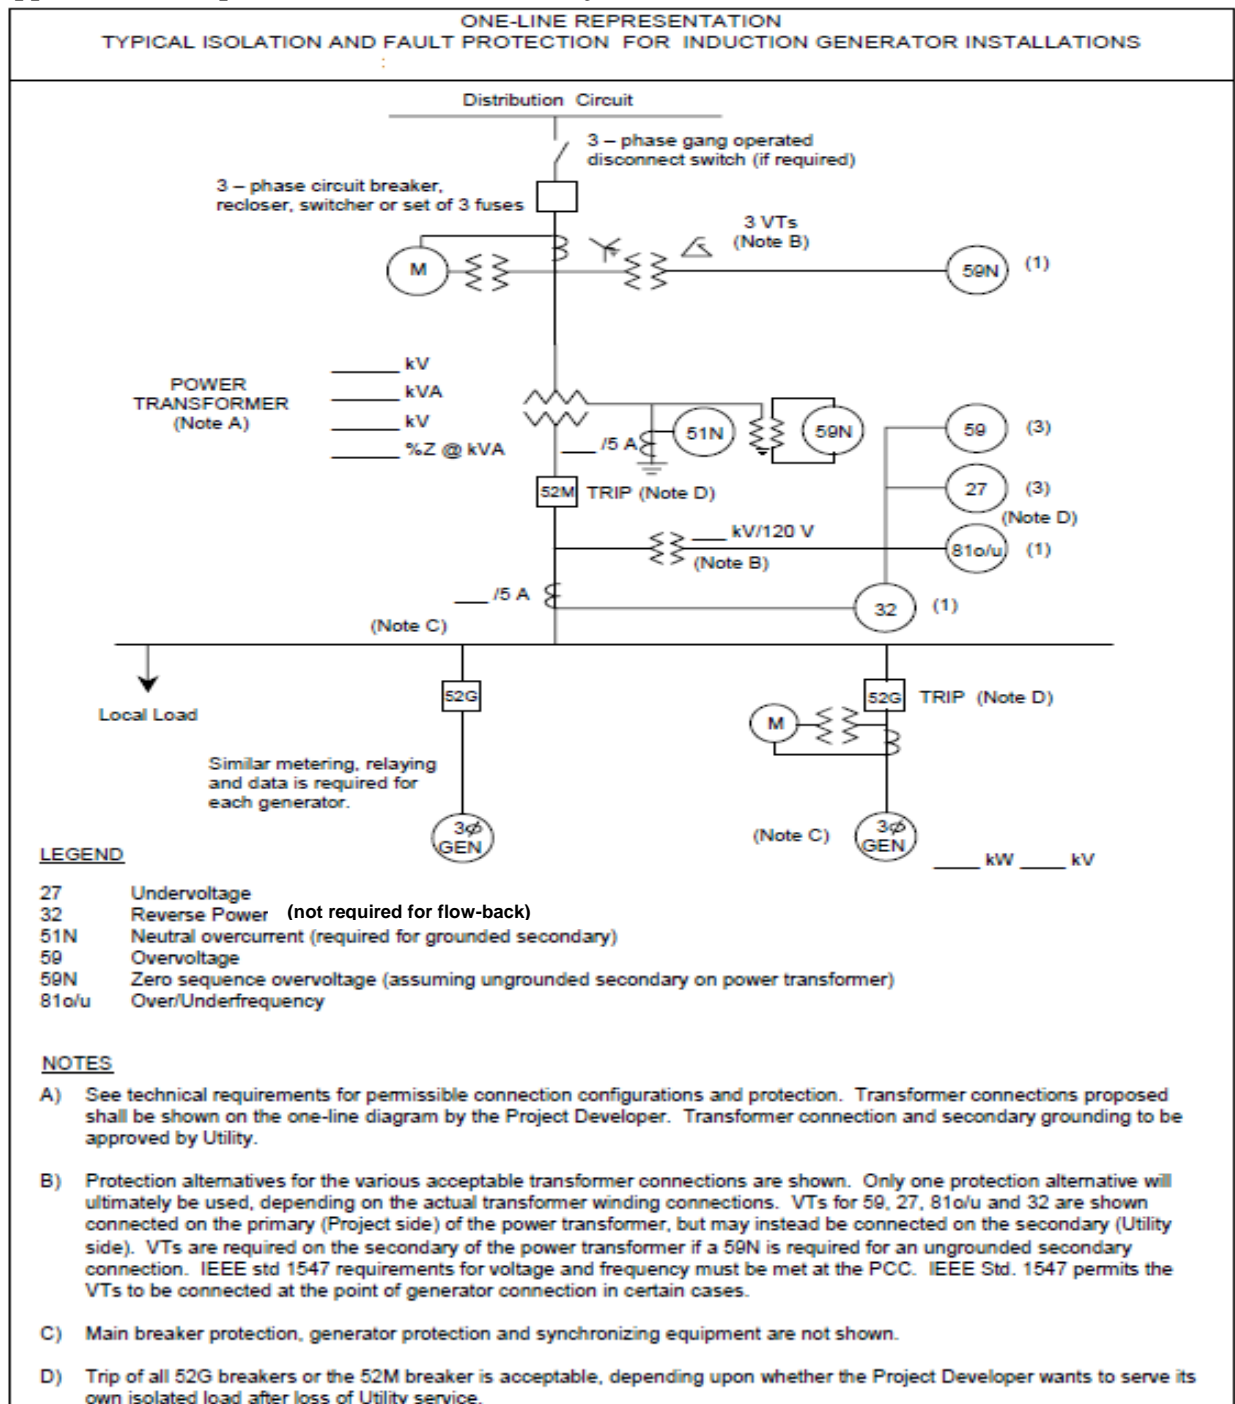 ONE-LINE REPRESENTATION
TYPICAL ISOLATION AND FAULT PROTECTION FOR INDUCTION GENERATOR INSTALLATIONS
Distribution Circuit
3 – phase gang operated
disconnect switch (if required)
3 – phase circuit breaker,
recloser, switcher or set of 3 fuses
3 VTs
(Note B)
M
59N
(1)
POWER
TRANSFORMER
(Note A)
____ kV
____ kVA
____ kV
____ %Z @ kVA
___ /5 A
51N
59N
59
(3)
27
(3)
(Note D)
52M
TRIP (Note D)
___ kV/120 V
(Note B)
81o/u
(1)
___ /5 A
32
(1)
(Note C)
Local Load
52G
52G
TRIP (Note D)
M
Similar metering, relaying
and data is required for
each generator.
3ϕ
GEN
(Note C)
3ϕ
GEN
____ kW ____ kV
LEGEND
27 Undervoltage
32 Reverse Power (not required for flow-back)
51N Neutral overcurrent (required for grounded secondary)
59 Overvoltage
59N Zero sequence overvoltage (assuming ungrounded secondary on power transformer)
81o/u Over/Underfrequency
NOTES
A) See technical requirements for permissible connection configurations and protection. Transformer connections proposed
shall be shown on the one-line diagram by the Project Developer. Transformer connection and secondary grounding to be
approved by Utility.
B) Protection alternatives for the various acceptable transformer connections are shown. Only one protection alternative will
ultimately be used, depending on the actual transformer winding connections. VTs for 59, 27, 81o/u and 32 are shown
connected on the primary (Project side) of the power transformer, but may instead be connected on the secondary (Utility
side). VTs are required on the secondary of the power transformer if a 59N is required for an ungrounded secondary
connection. IEEE std 1547 requirements for voltage and frequency must be met at the PCC. IEEE Std. 1547 permits the
VTs to be connected at the point of generator connection in certain cases.
C) Main breaker protection, generator protection and synchronizing equipment are not shown.
D) Trip of all 52G breakers or the 52M breaker is acceptable, depending upon whether the Project Developer wants to serve its
own isolated load after loss of Utility service.